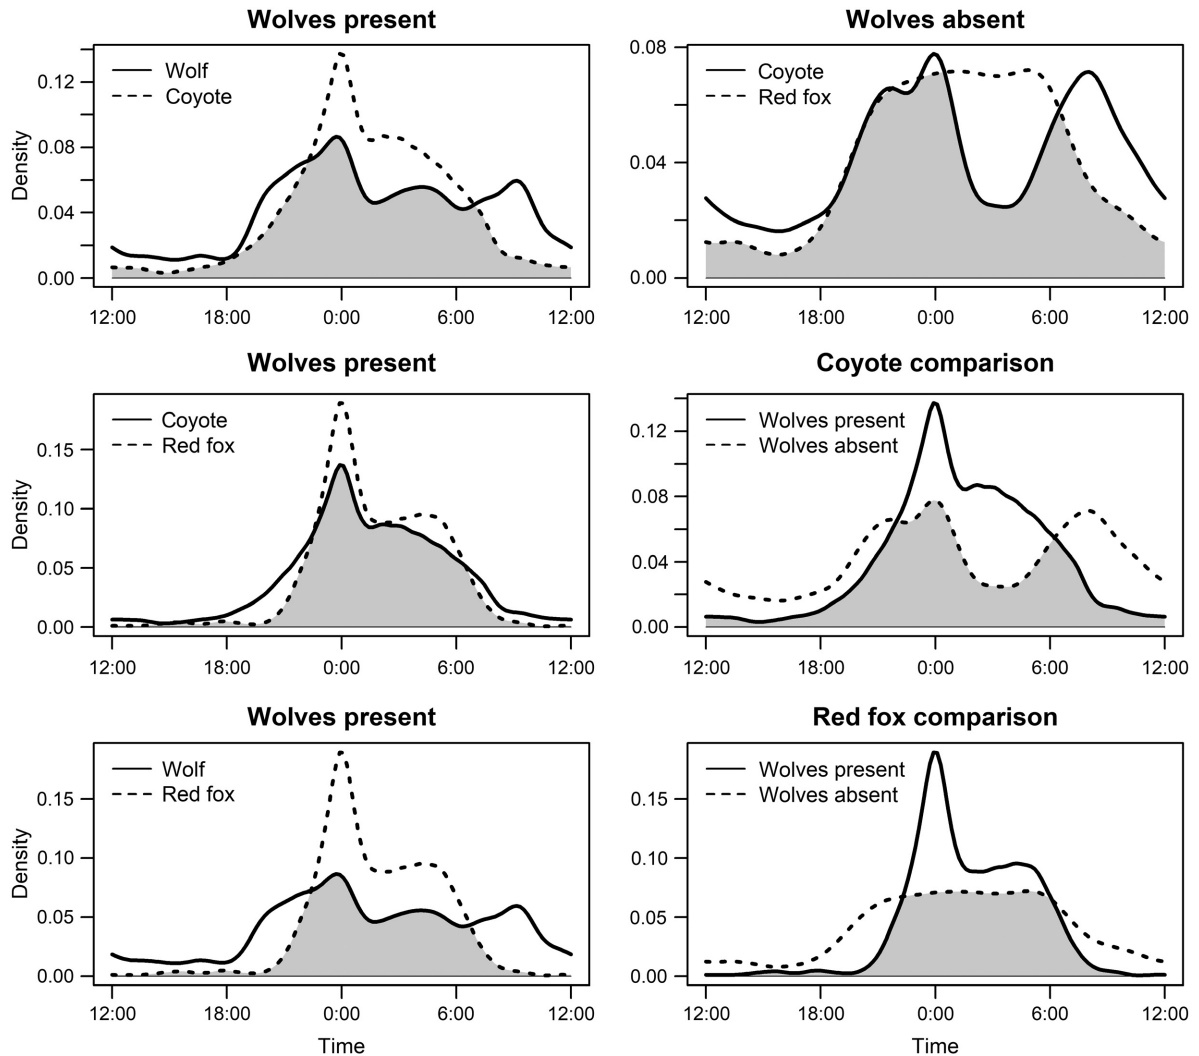 Wolves present
Wolf
Coyote
Density
0.12
0.08
0.04
0.00
12:00 18:00 0:00 6:00 12:00
Wolves absent
Coyote
Red fox
0.08
0.04
0.00
12:00 18:00 0:00 6:00 12:00
Wolves present
Coyote
Red fox
Density
0.15
0.10
0.05
0.00
12:00 18:00 0:00 6:00 12:00
Coyote comparison
Wolves present
Wolves absent
0.12
0.08
0.04
0.00
12:00 18:00 0:00 6:00 12:00
Wolves present
Wolf
Red fox
Density
0.15
0.10
0.05
0.00
12:00 18:00 0:00 6:00 12:00
Time
Red fox comparison
Wolves present
Wolves absent
0.15
0.10
0.05
0.00
12:00 18:00 0:00 6:00 12:00
Time